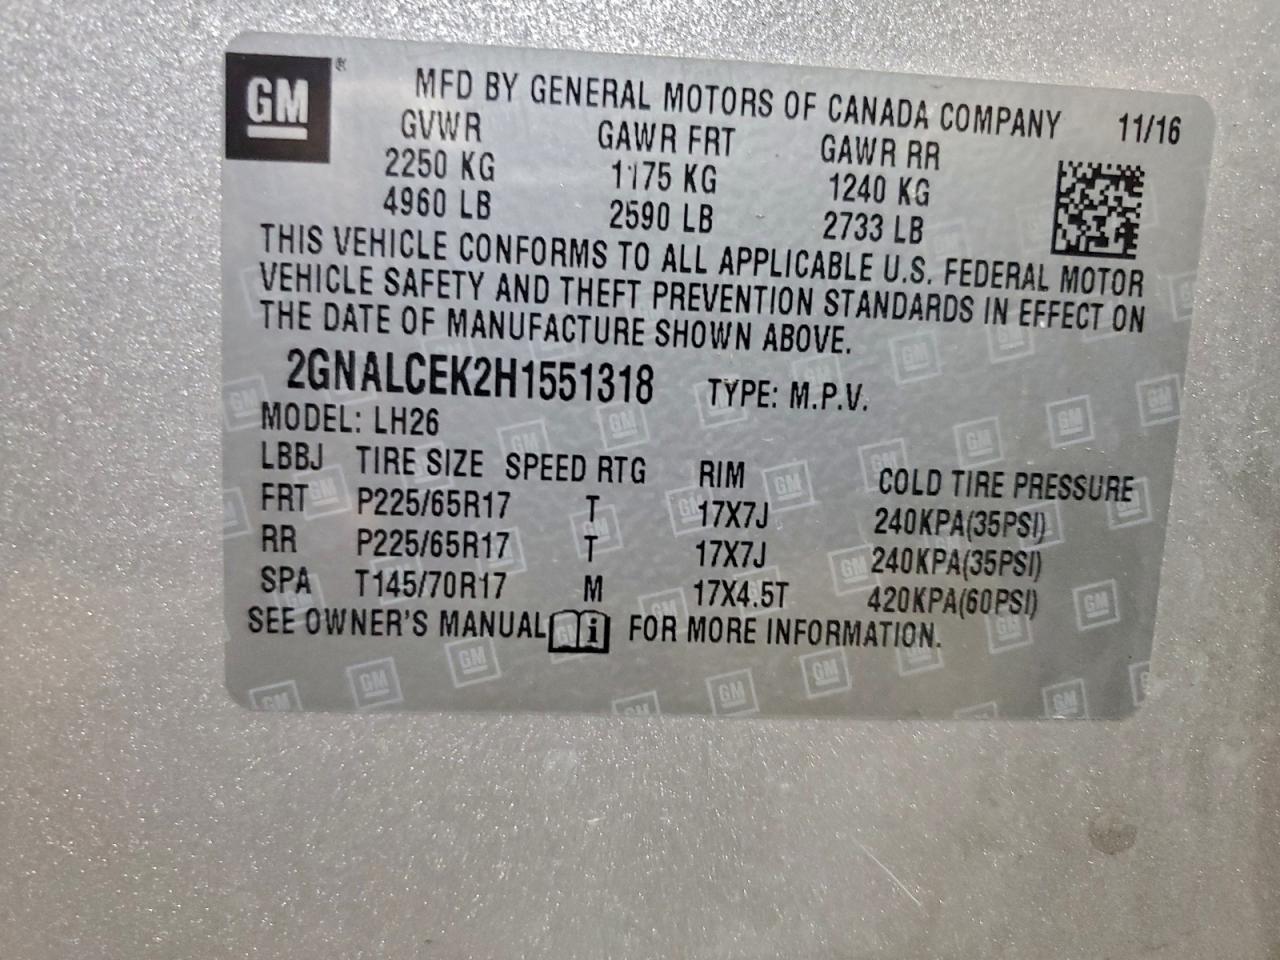 GM ®
MFD BY GENERAL MOTORS OF CANADA COMPANY 11/16
GVWR GAWR FRT GAWR RR
2250 KG 1175 KG 1240 KG
4960 LB 2590 LB 2733 LB
THIS VEHICLE CONFORMS TO ALL APPLICABLE U.S. FEDERAL MOTOR
VEHICLE SAFETY AND THEFT PREVENTION STANDARDS IN EFFECT ON
THE DATE OF MANUFACTURE SHOWN ABOVE.
2GNALCEK2H1551318 TYPE: M.P.V.
MODEL: LH26
LBBJ TIRE SIZE SPEED RTG RIM COLD TIRE PRESSURE
FRT P225/65R17 T 17X7J 240KPA(35PSI)
RR P225/65R17 T 17X7J 240KPA(35PSI)
SPA T145/70R17 M 17X4.5T 420KPA(60PSI)
SEE OWNER'S MANUAL i FOR MORE INFORMATION.